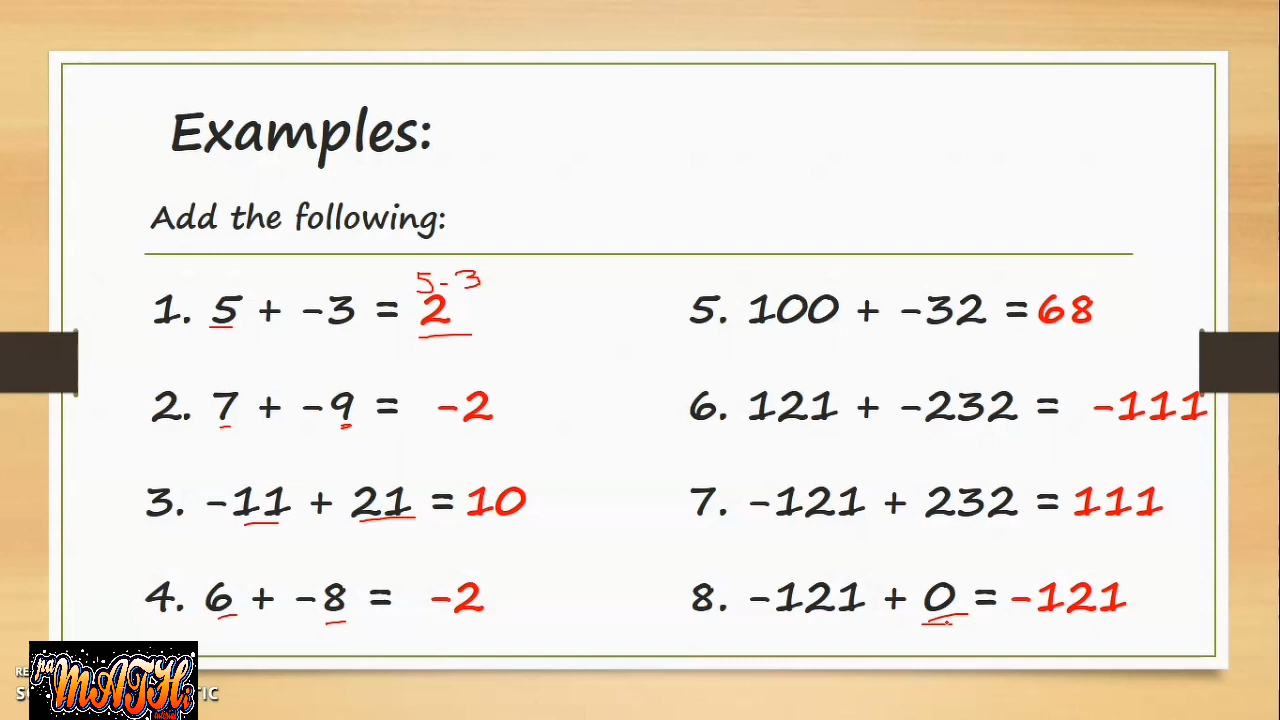 Examples:
Add the following:
5-3
1. 5 + -3 = 2
2. 7 + -9 = -2
3. -11 + 21 = 10
4. 6 + -8 = -2
5. 100 + -32 = 68
6. 121 + -232 = -111
7. -121 + 232 = 111
8. -121 + 0 = -121
pa
MATHi